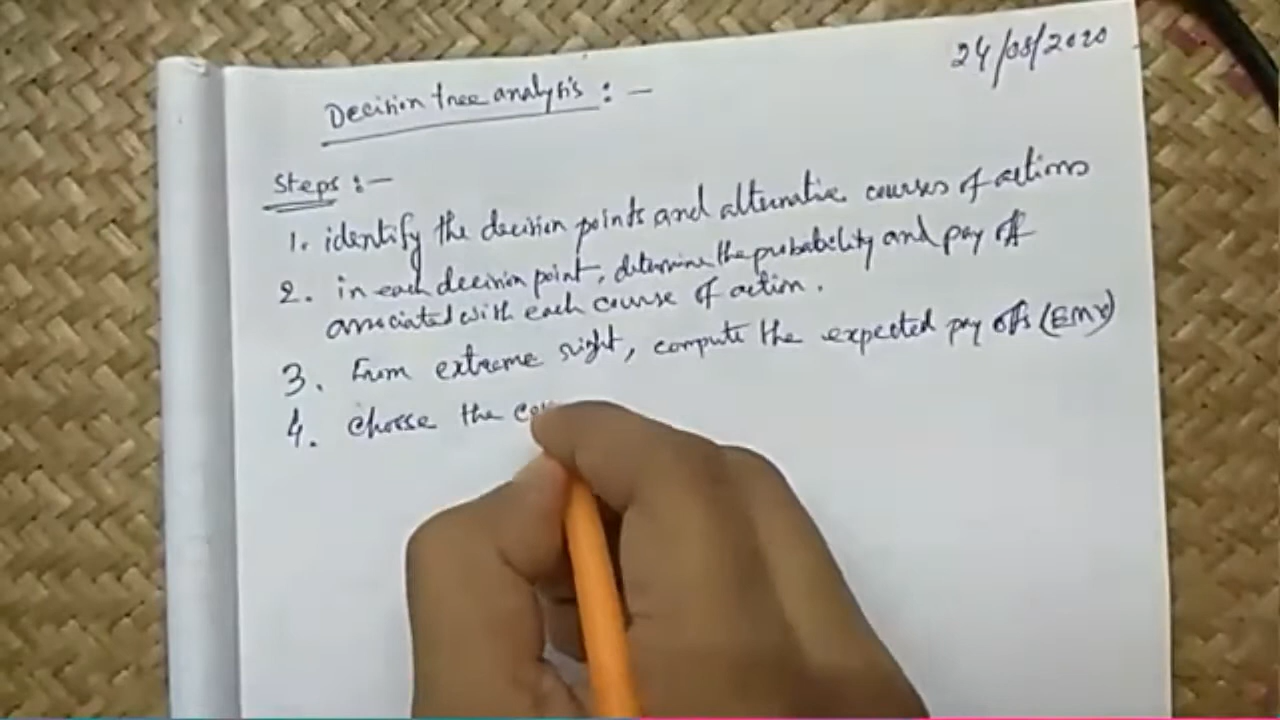 24/08/2020
Decision tree analysis : –
Steps :–
1. identify the decision points and alternative courses of actions
2. in each decision point, determine the probability and pay off
associated with each course of action.
3. From extreme right, compute the expected pay offs (EMV)
4. choose the